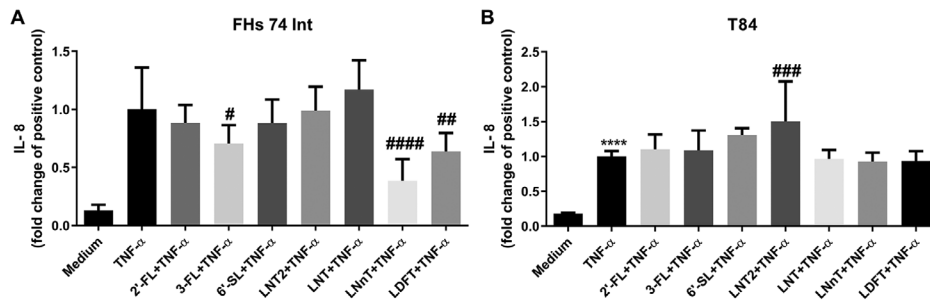 A
FHs 74 Int
IL- 8
(fold change of positive control)
1.5
1.0
0.5
0.0
#
####
##
Medium
TNF-α
2'-FL+TNF-α
3-FL+TNF-α
6'-SL+TNF-α
LNT2+TNF-α
LNT+TNF-α
LNnT+TNF-α
LDFT+TNF-α
B
T84
IL- 8
(fold change of positive control)
2.5
2.0
1.5
1.0
0.5
0.0
****
###
Medium
TNF-α
2'-FL+TNF-α
3-FL+TNF-α
6'-SL+TNF-α
LNT2+TNF-α
LNT+TNF-α
LNnT+TNF-α
LDFT+TNF-α